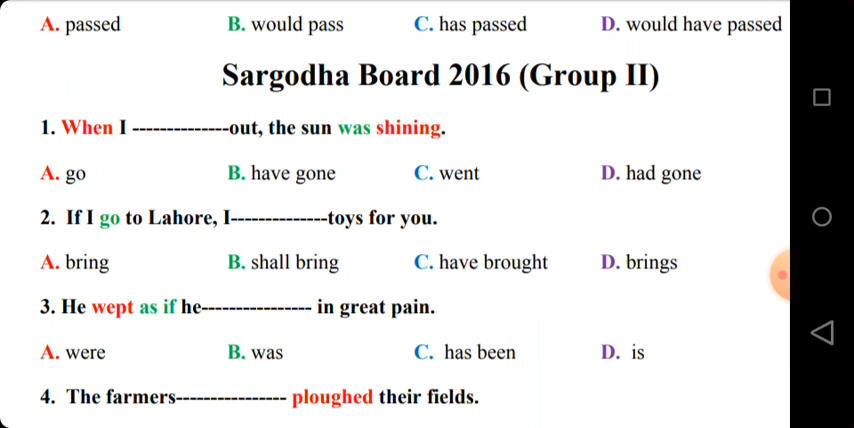 A. passed B. would pass C. has passed D. would have passed
Sargodha Board 2016 (Group II)
1. When I --------------out, the sun was shining.
A. go B. have gone C. went D. had gone
2. If I go to Lahore, I--------------toys for you.
A. bring B. shall bring C. have brought D. brings
3. He wept as if he---------------- in great pain.
A. were B. was C. has been D. is
4. The farmers---------------- ploughed their fields.